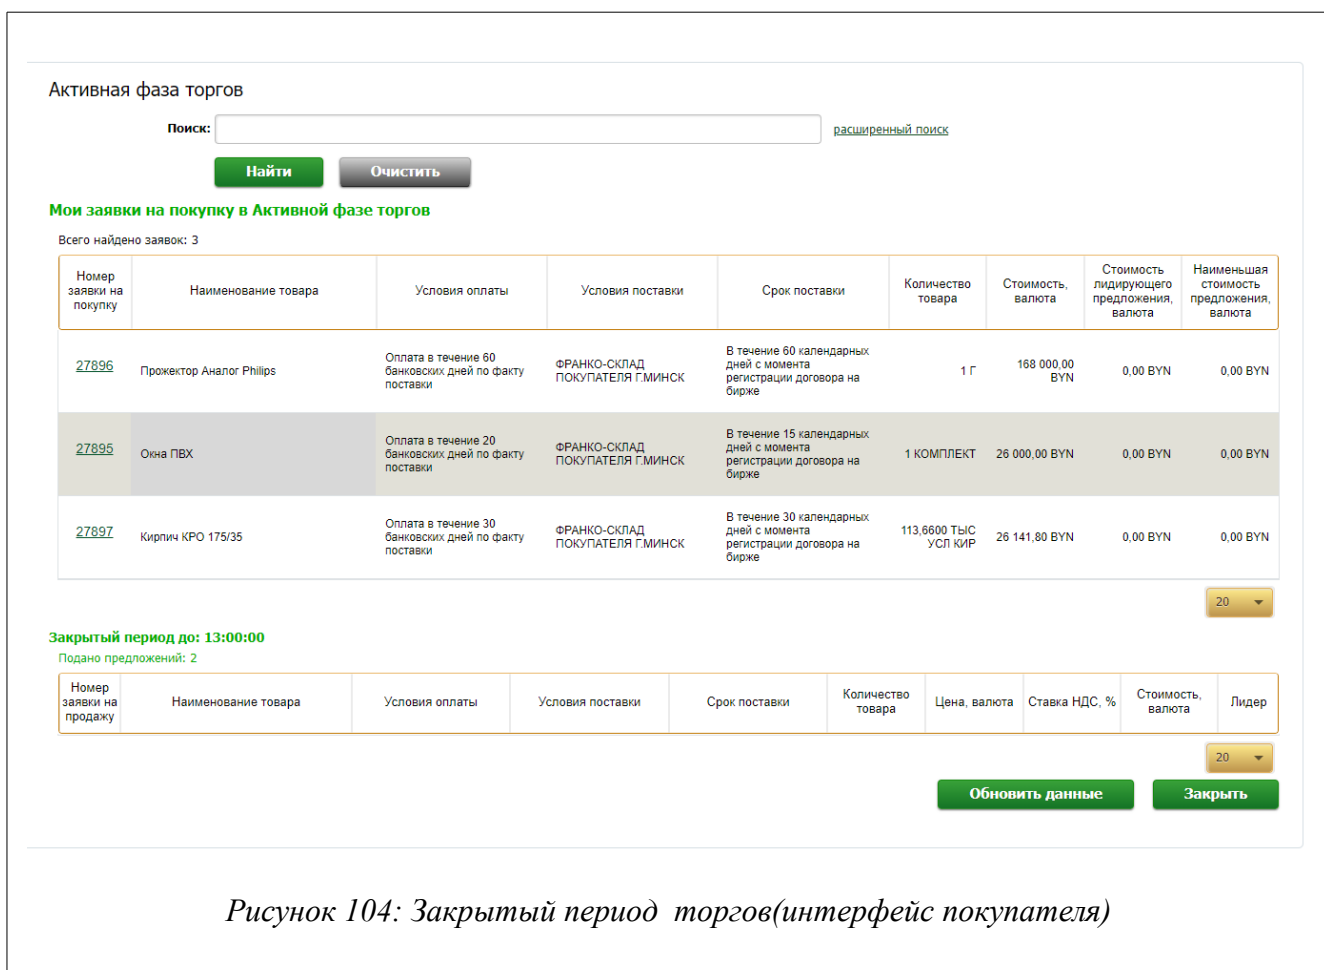 Активная фаза торгов
Поиск:
расширенный поиск
Найти
Очистить
Мои заявки на покупку в Активной фазе торгов
Всего найдено заявок: 3
Номер
заявки на
покупку
Наименование товара
Условия оплаты
Условия поставки
Срок поставки
Количество
товара
Стоимость,
валюта
Стоимость
лидирующего
предложения,
валюта
Наименьшая
стоимость
предложения,
валюта
27896
Прожектор Аналог Philips
Оплата в течение 60
банковских дней по факту
поставки
ФРАНКО-СКЛАД
ПОКУПАТЕЛЯ Г.МИНСК
В течение 60 календарных
дней с момента
регистрации договора на
бирже
1 Г
168 000,00
BYN
0,00 BYN
0,00 BYN
27895
Окна ПВХ
Оплата в течение 20
банковских дней по факту
поставки
ФРАНКО-СКЛАД
ПОКУПАТЕЛЯ Г.МИНСК
В течение 15 календарных
дней с момента
регистрации договора на
бирже
1 КОМПЛЕКТ
26 000,00 BYN
0,00 BYN
0,00 BYN
27897
Кирпич КРО 175/35
Оплата в течение 30
банковских дней по факту
поставки
ФРАНКО-СКЛАД
ПОКУПАТЕЛЯ Г.МИНСК
В течение 30 календарных
дней с момента
регистрации договора на
бирже
113,6600 ТЫС
УСЛ КИР
26 141,80 BYN
0,00 BYN
0,00 BYN
20
Закрытый период до: 13:00:00
Подано предложений: 2
Номер
заявки на
продажу
Наименование товара
Условия оплаты
Условия поставки
Срок поставки
Количество
товара
Цена, валюта
Ставка НДС, %
Стоимость,
валюта
Лидер
20
Обновить данные
Закрыть
Рисунок 104: Закрытый период торгов(интерфейс покупателя)